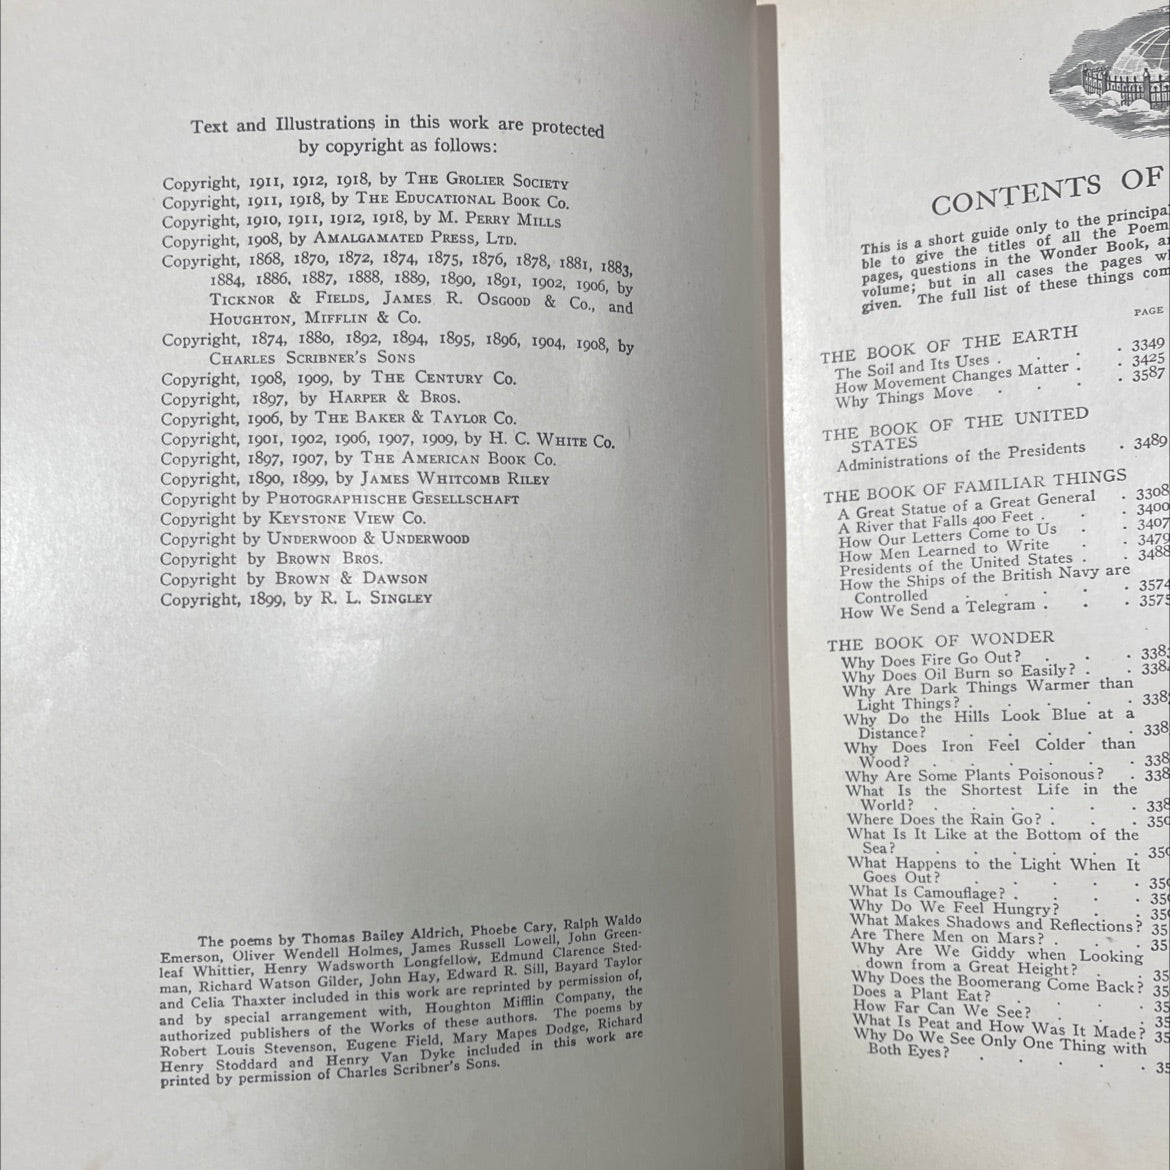 Text and Illustrations in this work are protected
by copyright as follows:
Copyright, 1911, 1912, 1918, by THE GROLIER SOCIETY
Copyright, 1911, 1918, by THE EDUCATIONAL BOOK CO.
Copyright, 1910, 1911, 1912, 1918, by M. PERRY MILLS
Copyright, 1908, by AMALGAMATED PRESS, LTD.
Copyright, 1868, 1870, 1872, 1874, 1875, 1876, 1878, 1881, 1883,
1884, 1886, 1887, 1888, 1889, 1890, 1891, 1902, 1906, by
TICKNOR & FIELDS, JAMES R. OSGOOD & CO., and
HOUGHTON, MIFFLIN & CO.
Copyright, 1874, 1880, 1892, 1894, 1895, 1896, 1904, 1908, by
CHARLES SCRIBNER'S SONS
Copyright, 1908, 1909, by THE CENTURY CO.
Copyright, 1897, by HARPER & BROS.
Copyright, 1906, by THE BAKER & TAYLOR CO.
Copyright, 1901, 1902, 1906, 1907, 1909, by H. C. WHITE CO.
Copyright, 1897, 1907, by THE AMERICAN BOOK CO.
Copyright, 1890, 1899, by JAMES WHITCOMB RILEY
Copyright by PHOTOGRAPHISCHE GESELLSCHAFT
Copyright by KEYSTONE VIEW CO.
Copyright by UNDERWOOD & UNDERWOOD
Copyright by BROWN BROS.
Copyright by BROWN & DAWSON
Copyright, 1899, by R. L. SINGLEY
The poems by Thomas Bailey Aldrich, Phoebe Cary, Ralph Waldo
Emerson, Oliver Wendell Holmes, James Russell Lowell, John Green-
leaf Whittier, Henry Wadsworth Longfellow, Edmund Clarence Sted-
man, Richard Watson Gilder, John Hay, Edward R. Sill, Bayard Taylor
and Celia Thaxter included in this work are reprinted by permission of,
and by special arrangement with, Houghton Mifflin Company, the
authorized publishers of the Works of these authors. The poems by
Robert Louis Stevenson, Eugene Field, Mary Mapes Dodge, Richard
Henry Stoddard and Henry Van Dyke included in this work are
printed by permission of Charles Scribner's Sons.
CONTENTS OF
This is a short guide only to the principal
ble to give the titles of all the Poem
pages, questions in the Wonder Book, a
volume; but in all cases the pages w
given. The full list of these things com
PAGE
THE BOOK OF THE EARTH
The Soil and Its Uses . . . . 3349
How Movement Changes Matter . . 3425
Why Things Move . . . . 3587
THE BOOK OF THE UNITED
STATES
Administrations of the Presidents . 3489
THE BOOK OF FAMILIAR THINGS
A Great Statue of a Great General . 3308
A River that Falls 400 Feet . . . 3400
How Our Letters Come to Us . . 3407
How Men Learned to Write . . 3479
Presidents of the United States . . 3488
How the Ships of the British Navy are
Controlled . . . . . 3574
How We Send a Telegram . . . 3575
THE BOOK OF WONDER
Why Does Fire Go Out? . . . 338
Why Does Oil Burn so Easily? . . 338
Why Are Dark Things Warmer than
Light Things? . . . . . 338
Why Do the Hills Look Blue at a
Distance? . . . . . 338
Why Does Iron Feel Colder than
Wood? . . . . . 338
Why Are Some Plants Poisonous? . 338
What Is the Shortest Life in the
World? . . . . . 338
Where Does the Rain Go? . . . 350
What Is It Like at the Bottom of the
Sea? . . . . . . 350
What Happens to the Light When It
Goes Out? . . . . . 350
What Is Camouflage? . . . . 350
Why Do We Feel Hungry? . . 350
What Makes Shadows and Reflections? 35
Are There Men on Mars? . . . 35
Why Are We Giddy when Looking
down from a Great Height? . . 35
Why Does the Boomerang Come Back? 35
Does a Plant Eat? . . . . 35
How Far Can We See? . . . 35
What Is Peat and How Was It Made? 35
Why Do We See Only One Thing with
Both Eyes? . . . . 35